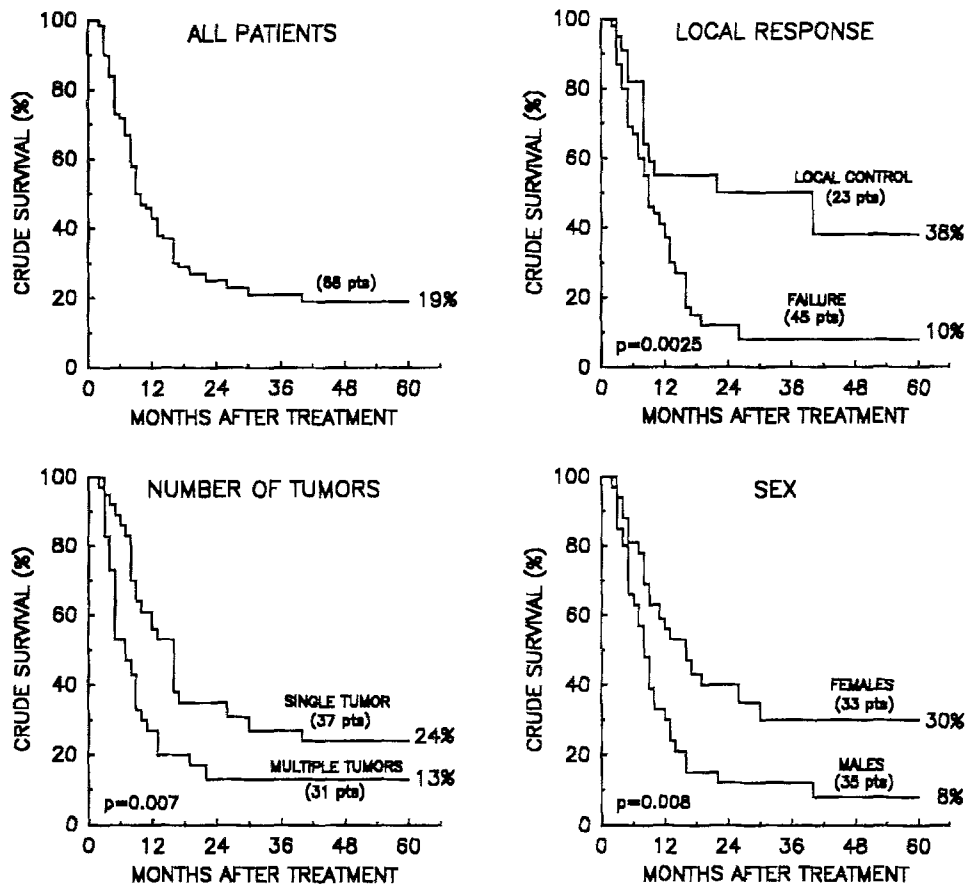 ALL PATIENTS
CRUDE SURVIVAL (%)
100
80
60
40
20
0
(68 pts)
19%
0 12 24 36 48 60
MONTHS AFTER TREATMENT
LOCAL RESPONSE
CRUDE SURVIVAL (%)
100
80
60
40
20
0
LOCAL CONTROL
(23 pts)
38%
FAILURE
(45 pts)
10%
p=0.0025
0 12 24 36 48 60
MONTHS AFTER TREATMENT
NUMBER OF TUMORS
CRUDE SURVIVAL (%)
100
80
60
40
20
0
SINGLE TUMOR
(37 pts)
24%
MULTIPLE TUMORS
(31 pts)
13%
p=0.007
0 12 24 36 48 60
MONTHS AFTER TREATMENT
SEX
CRUDE SURVIVAL (%)
100
80
60
40
20
0
FEMALES
(33 pts)
30%
MALES
(35 pts)
8%
p=0.008
0 12 24 36 48 60
MONTHS AFTER TREATMENT